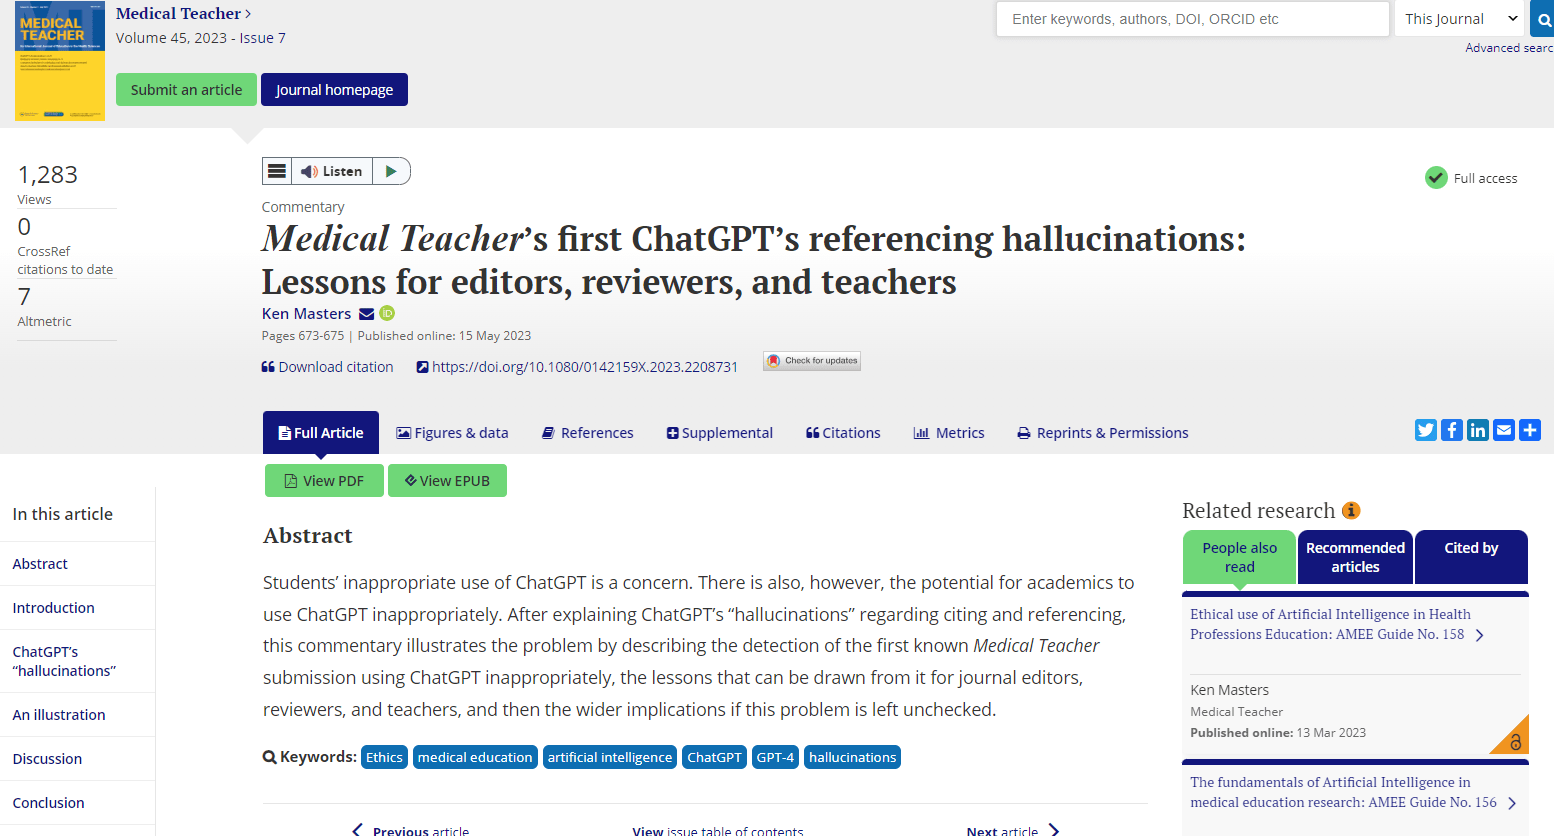 MEDICAL
TEACHER
Medical Teacher >
Volume 45, 2023 - Issue 7
Submit an article
Journal homepage
Enter keywords, authors, DOI, ORCID etc
This Journal
Advanced searc
1,283
Views
0
CrossRef
citations to date
7
Altmetric
Listen
Full access
Commentary
Medical Teacher’s first ChatGPT’s referencing hallucinations:
Lessons for editors, reviewers, and teachers
Ken Masters
iD
Pages 673-675 | Published online: 15 May 2023
Download citation
https://doi.org/10.1080/0142159X.2023.2208731
Check for updates
Full Article
Figures & data
References
Supplemental
Citations
Metrics
Reprints & Permissions
View PDF
View EPUB
In this article
Abstract
Introduction
ChatGPT’s
“hallucinations”
An illustration
Discussion
Conclusion
Abstract
Students’ inappropriate use of ChatGPT is a concern. There is also, however, the potential for academics to
use ChatGPT inappropriately. After explaining ChatGPT’s “hallucinations” regarding citing and referencing,
this commentary illustrates the problem by describing the detection of the first known Medical Teacher
submission using ChatGPT inappropriately, the lessons that can be drawn from it for journal editors,
reviewers, and teachers, and then the wider implications if this problem is left unchecked.
Keywords: Ethics medical education artificial intelligence ChatGPT GPT-4 hallucinations
Previous article
View issue table of contents
Next article
Related research
People also
read
Recommended
articles
Cited by
Ethical use of Artificial Intelligence in Health
Professions Education: AMEE Guide No. 158
Ken Masters
Medical Teacher
Published online: 13 Mar 2023
The fundamentals of Artificial Intelligence in
medical education research: AMEE Guide No. 156